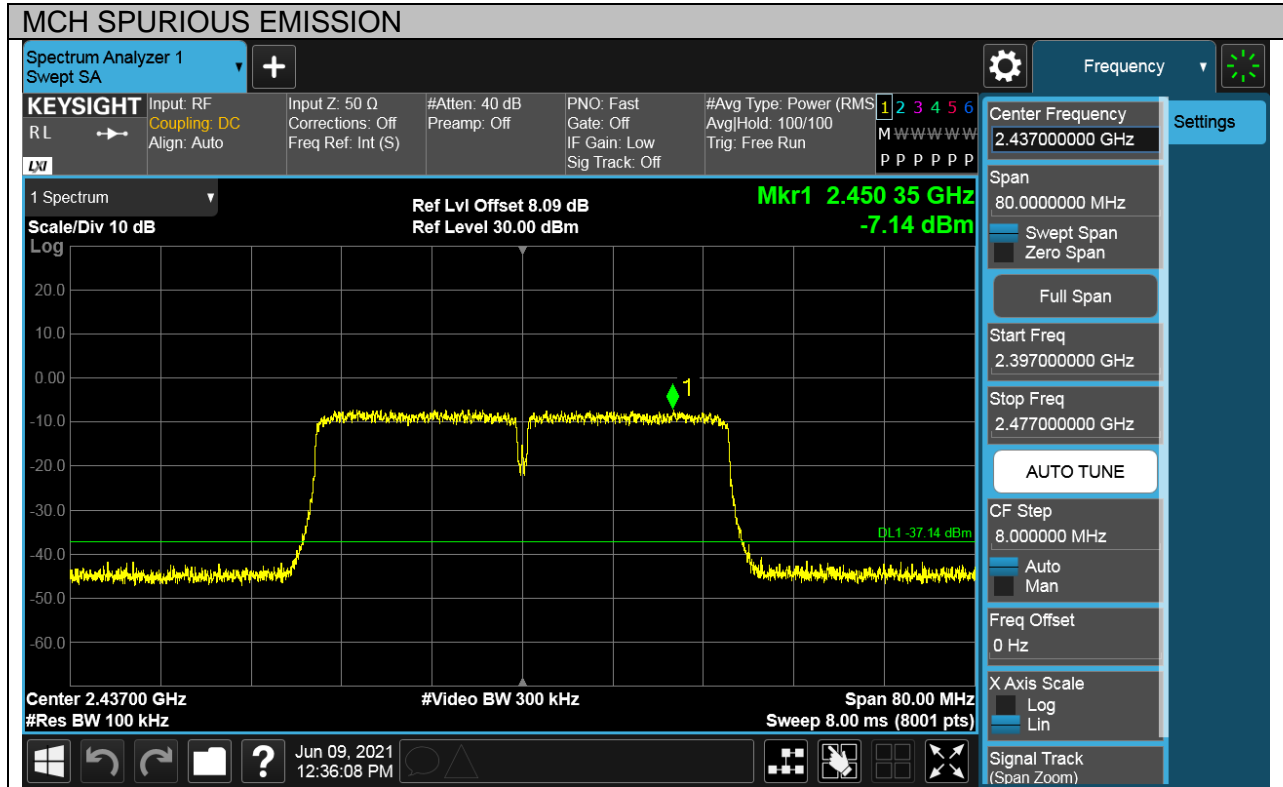 MCH SPURIOUS EMISSION
Spectrum Analyzer 1
Swept SA
+
Frequency
KEYSIGHT
RL
LXI
Input: RF
Coupling: DC
Align: Auto
Input Z: 50 Ω
Corrections: Off
Freq Ref: Int (S)
#Atten: 40 dB
Preamp: Off
PNO: Fast
Gate: Off
IF Gain: Low
Sig Track: Off
#Avg Type: Power (RMS
Avg|Hold: 100/100
Trig: Free Run
1 2 3 4 5 6
M W W W W W
P P P P P P
1 Spectrum
Scale/Div 10 dB
Log
Ref Lvl Offset 8.09 dB
Ref Level 30.00 dBm
Mkr1 2.450 35 GHz
-7.14 dBm
20.0
10.0
0.00
-10.0
-20.0
-30.0
-40.0
-50.0
-60.0
1
DL1 -37.14 dBm
Center 2.43700 GHz
#Res BW 100 kHz
#Video BW 300 kHz
Span 80.00 MHz
Sweep 8.00 ms (8001 pts)
Center Frequency
2.437000000 GHz
Settings
Span
80.0000000 MHz
Swept Span
Zero Span
Full Span
Start Freq
2.397000000 GHz
Stop Freq
2.477000000 GHz
AUTO TUNE
CF Step
8.000000 MHz
Auto
Man
Freq Offset
0 Hz
X Axis Scale
Log
Lin
Signal Track
(Span Zoom)
?
Jun 09, 2021
12:36:08 PM